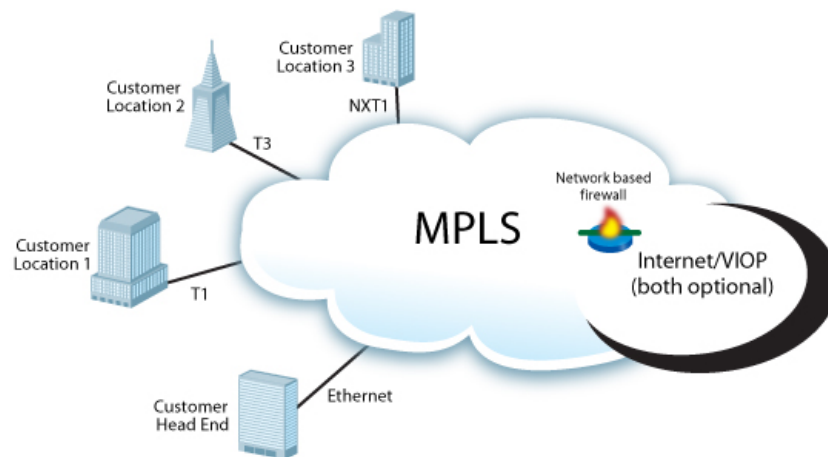 Customer
Location 3
Customer
Location 2
NXT1
T3
Network based
firewall
MPLS
Customer
Location 1
Internet/VIOP
(both optional)
T1
Ethernet
Customer
Head End